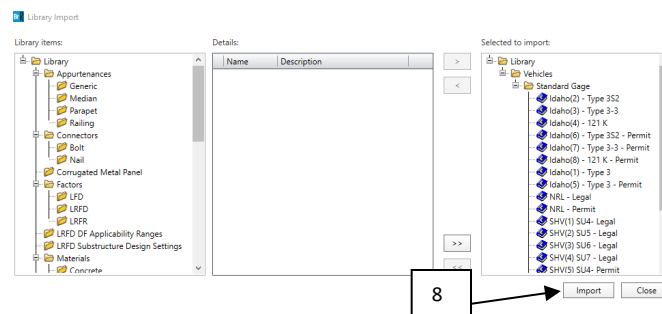 Br Library Import
Library items:
Library
Appurtenances
Generic
Median
Parapet
Railing
Connectors
Bolt
Nail
Corrugated Metal Panel
Factors
LFD
LRFD
LRFR
LRFD DF Applicability Ranges
LRFD Substructure Design Settings
Materials
Concrete
Details:
Name Description
>
<
>>
<<
Selected to import:
Library
Vehicles
Standard Gage
Idaho(2) - Type 3S2
Idaho(3) - Type 3-3
Idaho(4) - 121 K
Idaho(6) - Type 3S2 - Permit
Idaho(7) - Type 3-3 - Permit
Idaho(8) - 121 K - Permit
Idaho(1) - Type 3
Idaho(5) - Type 3 - Permit
NRL - Legal
NRL - Permit
SHV(1) SU4- Legal
SHV(2) SU5 - Legal
SHV(3) SU6 - Legal
SHV(4) SU7 - Legal
SHV(5) SU4- Permit
8
Import Close